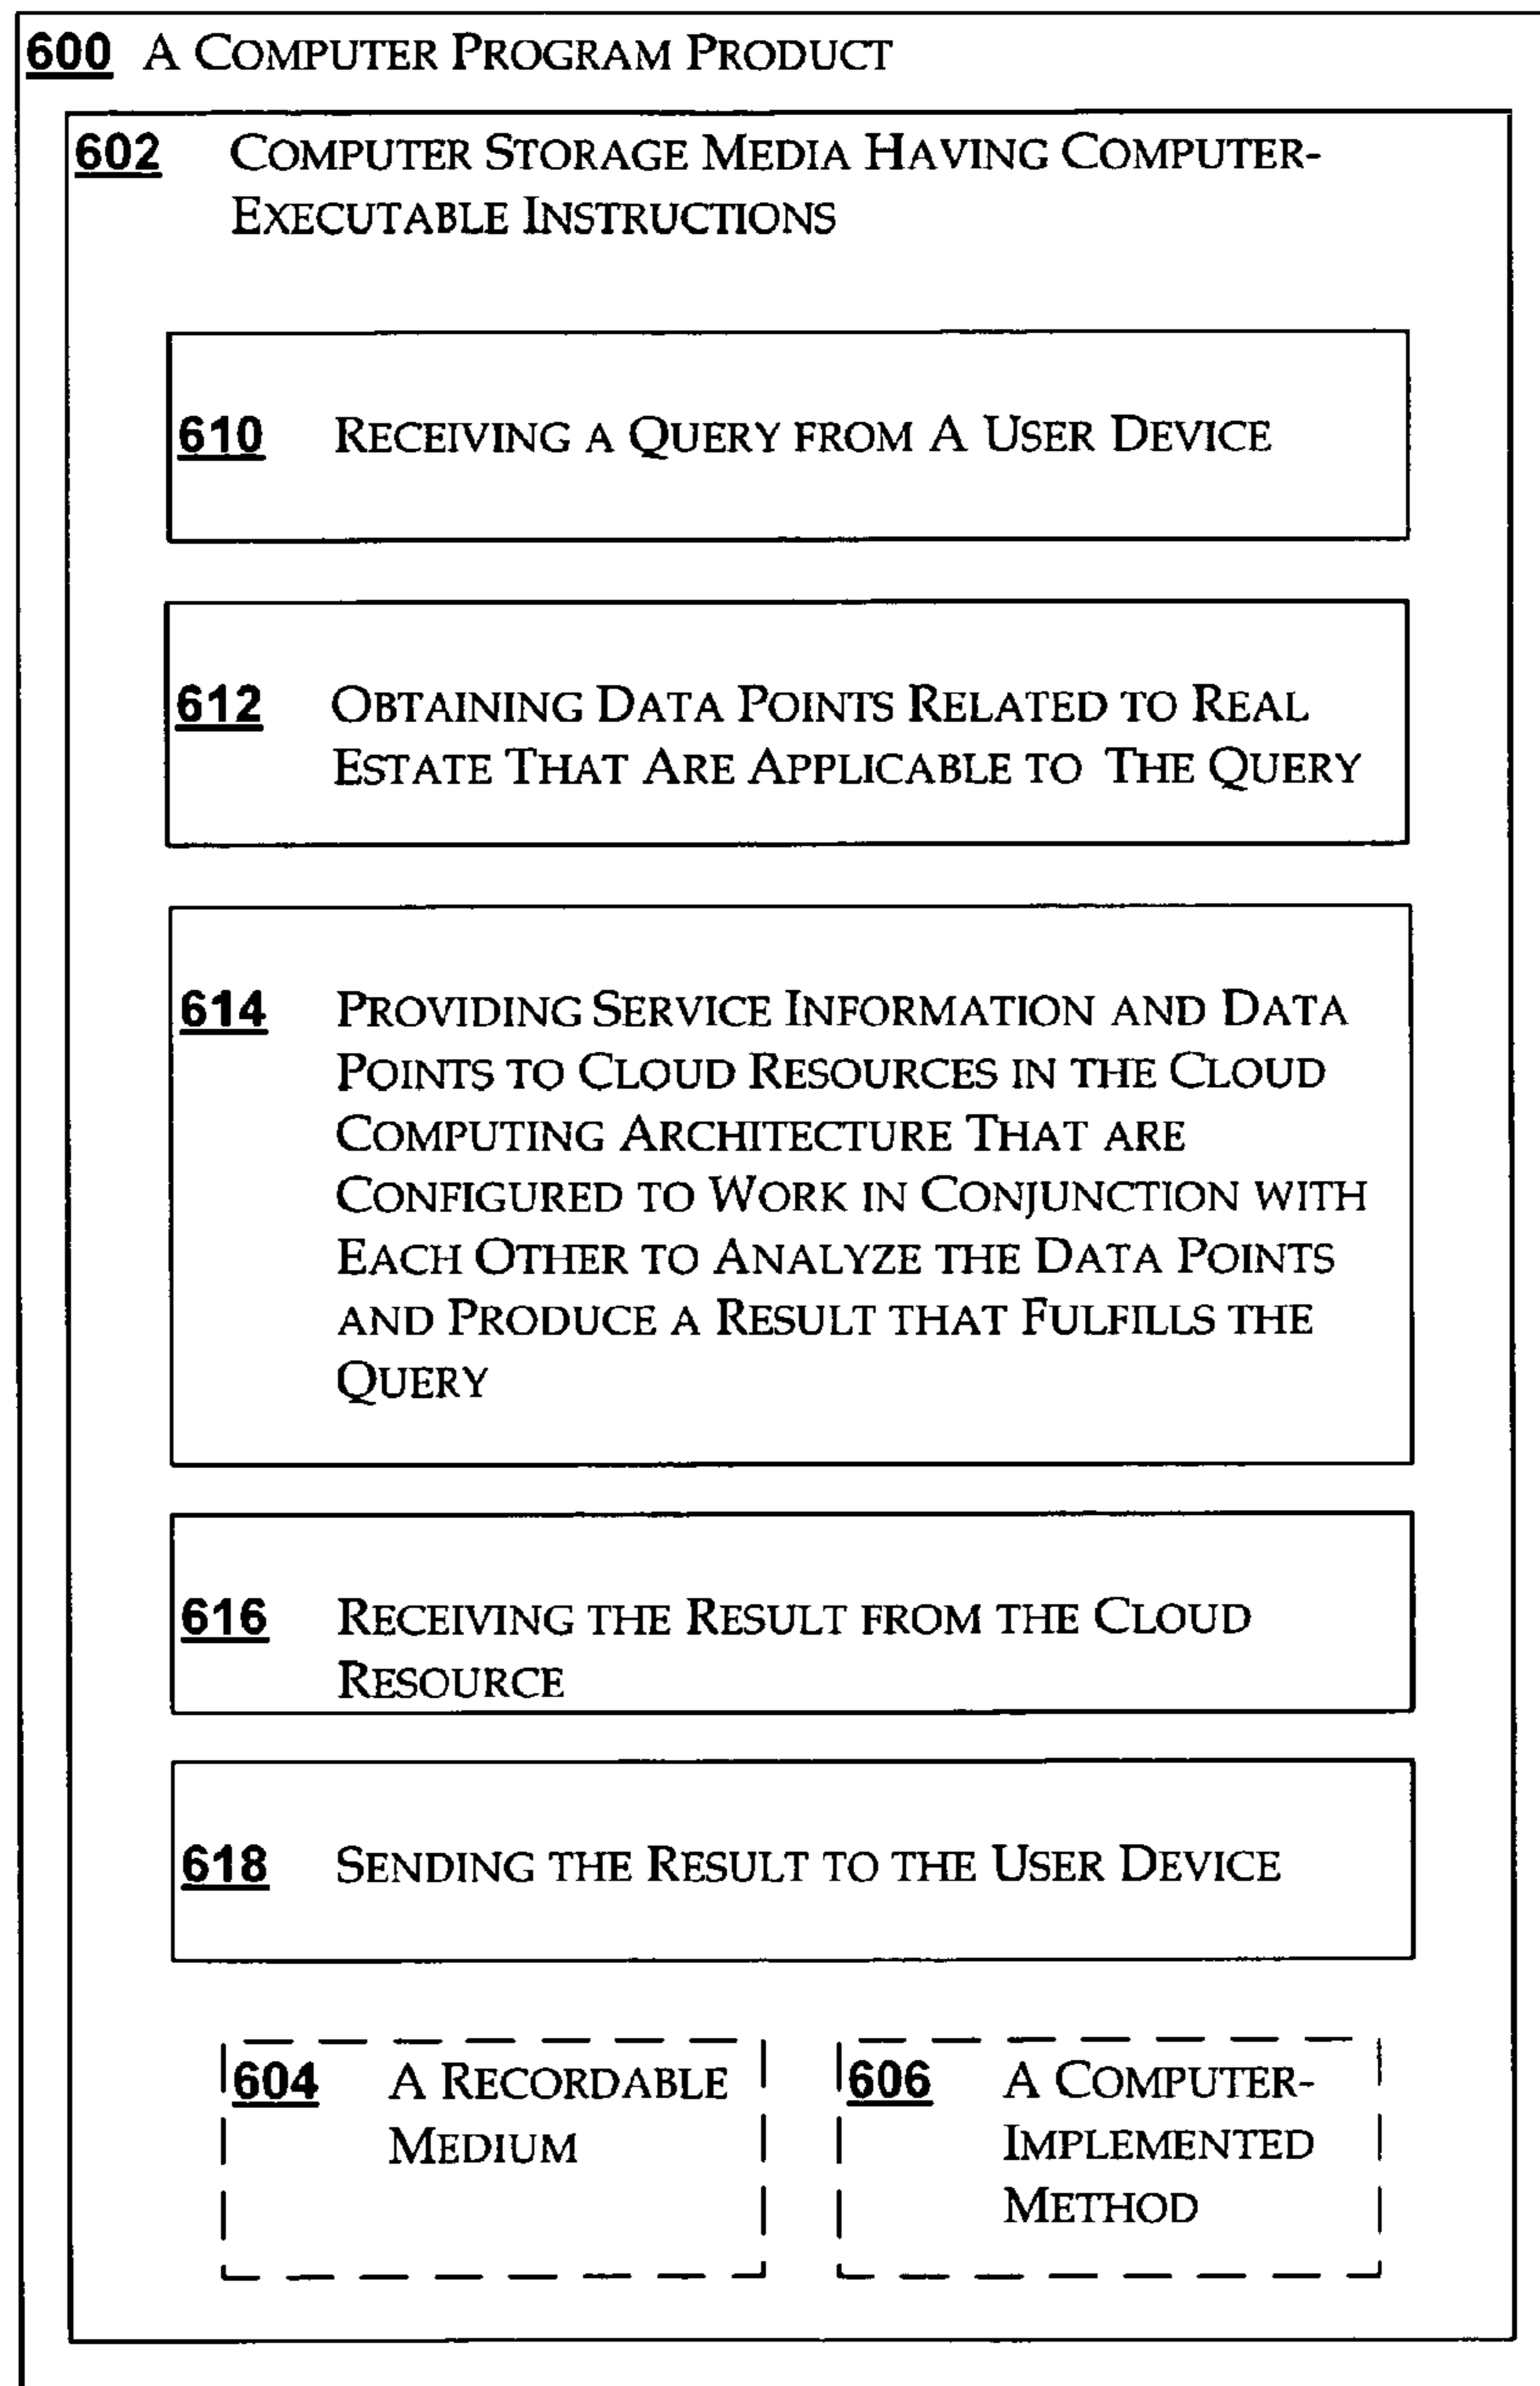 600 A COMPUTER PROGRAM PRODUCT
602 COMPUTER STORAGE MEDIA HAVING COMPUTER-
EXECUTABLE INSTRUCTIONS
610 RECEIVING A QUERY FROM A USER DEVICE
612 OBTAINING DATA POINTS RELATED TO REAL
ESTATE THAT ARE APPLICABLE TO THE QUERY
614 PROVIDING SERVICE INFORMATION AND DATA
POINTS TO CLOUD RESOURCES IN THE CLOUD
COMPUTING ARCHITECTURE THAT ARE
CONFIGURED TO WORK IN CONJUNCTION WITH
EACH OTHER TO ANALYZE THE DATA POINTS
AND PRODUCE A RESULT THAT FULFILLS THE
QUERY
616 RECEIVING THE RESULT FROM THE CLOUD
RESOURCE
618 SENDING THE RESULT TO THE USER DEVICE
604 A RECORDABLE
MEDIUM
606 A COMPUTER-
IMPLEMENTED
METHOD